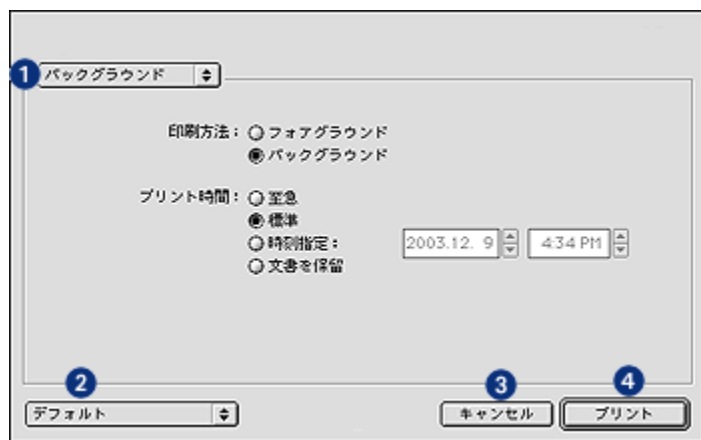 1 バックグラウンド
印刷方法： フォアグラウンド
バックグラウンド
プリント時間： 至急
標準
時刻指定： 2003.12. 9 4:34 PM
文書を保留
2
デフォルト
3
キャンセル
4
プリント